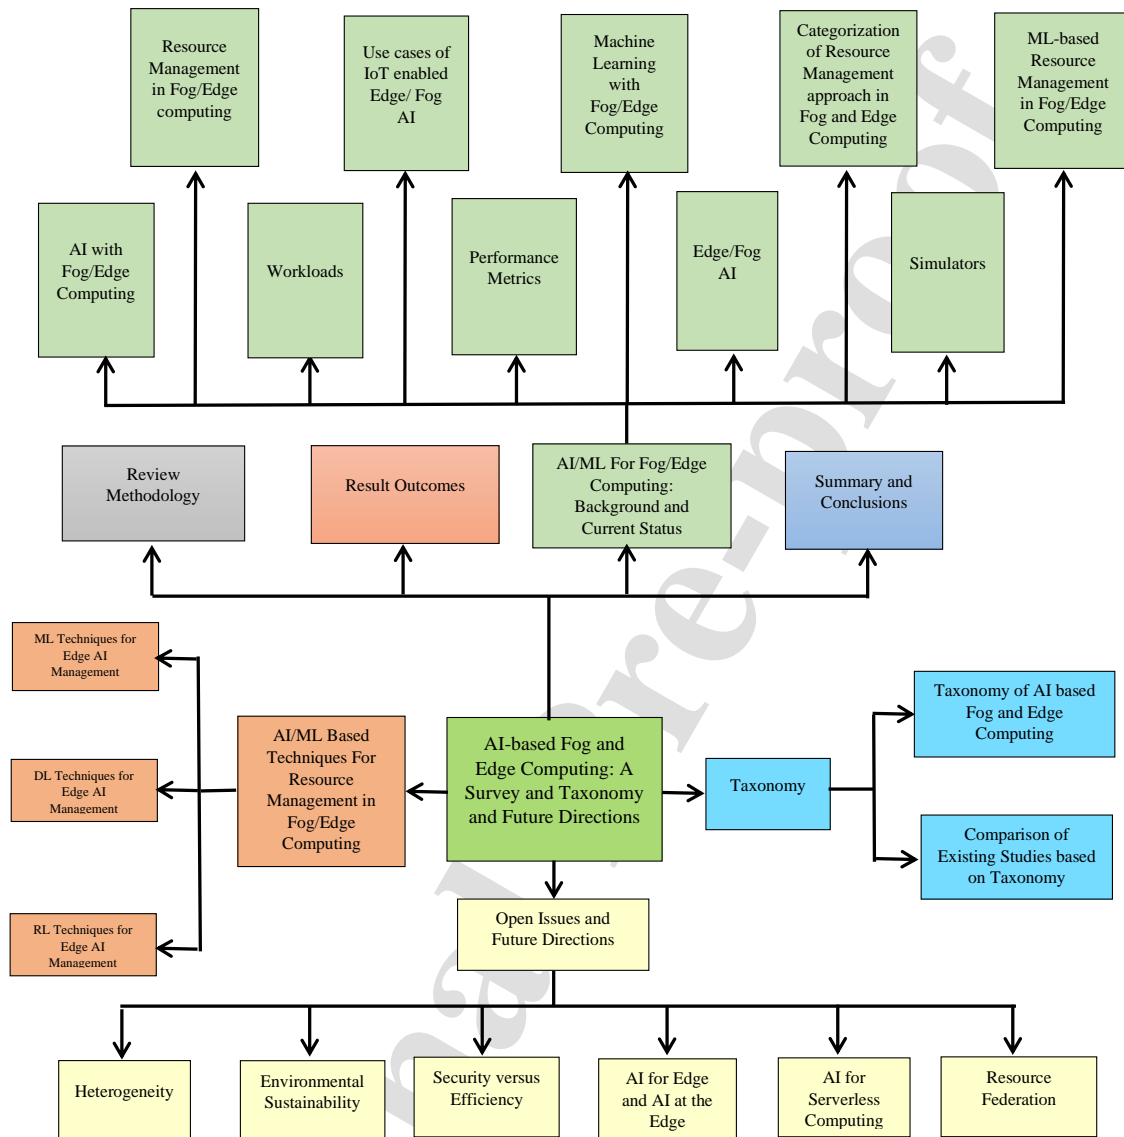 Resource
Management
in Fog/Edge
computing
Use cases of
IoT enabled
Edge/ Fog
AI
Machine
Learning
with
Fog/Edge
Computing
Categorization
of Resource
Management
approach in
Fog and Edge
Computing
ML-based
Resource
Management
in Fog/Edge
Computing
AI with
Fog/Edge
Computing
Workloads
Performance
Metrics
Edge/Fog
AI
Simulators
Review
Methodology
Result Outcomes
AI/ML For Fog/Edge
Computing:
Background and
Current Status
Summary and
Conclusions
ML Techniques for
Edge AI
Management
DL Techniques for
Edge AI
Management
RL Techniques for
Edge AI
Management
AI/ML Based
Techniques For
Resource
Management in
Fog/Edge
Computing
AI-based Fog and
Edge Computing: A
Survey and Taxonomy
and Future Directions
Taxonomy
Taxonomy of AI based
Fog and Edge
Computing
Comparison of
Existing Studies based
on Taxonomy
Open Issues and
Future Directions
Heterogeneity
Environmental
Sustainability
Security versus
Efficiency
AI for Edge
and AI at the
Edge
AI for
Serverless
Computing
Resource
Federation
nal Pre-proof